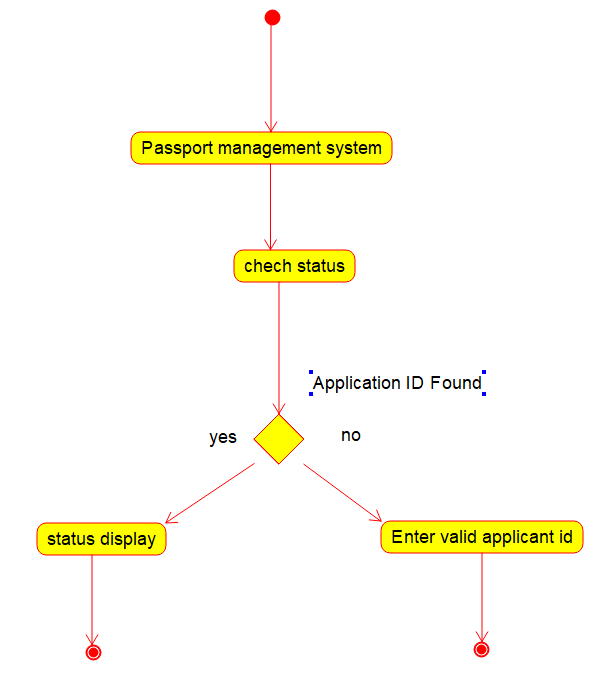 Passport management system
chech status
Application ID Found
yes
no
status display
Enter valid applicant id